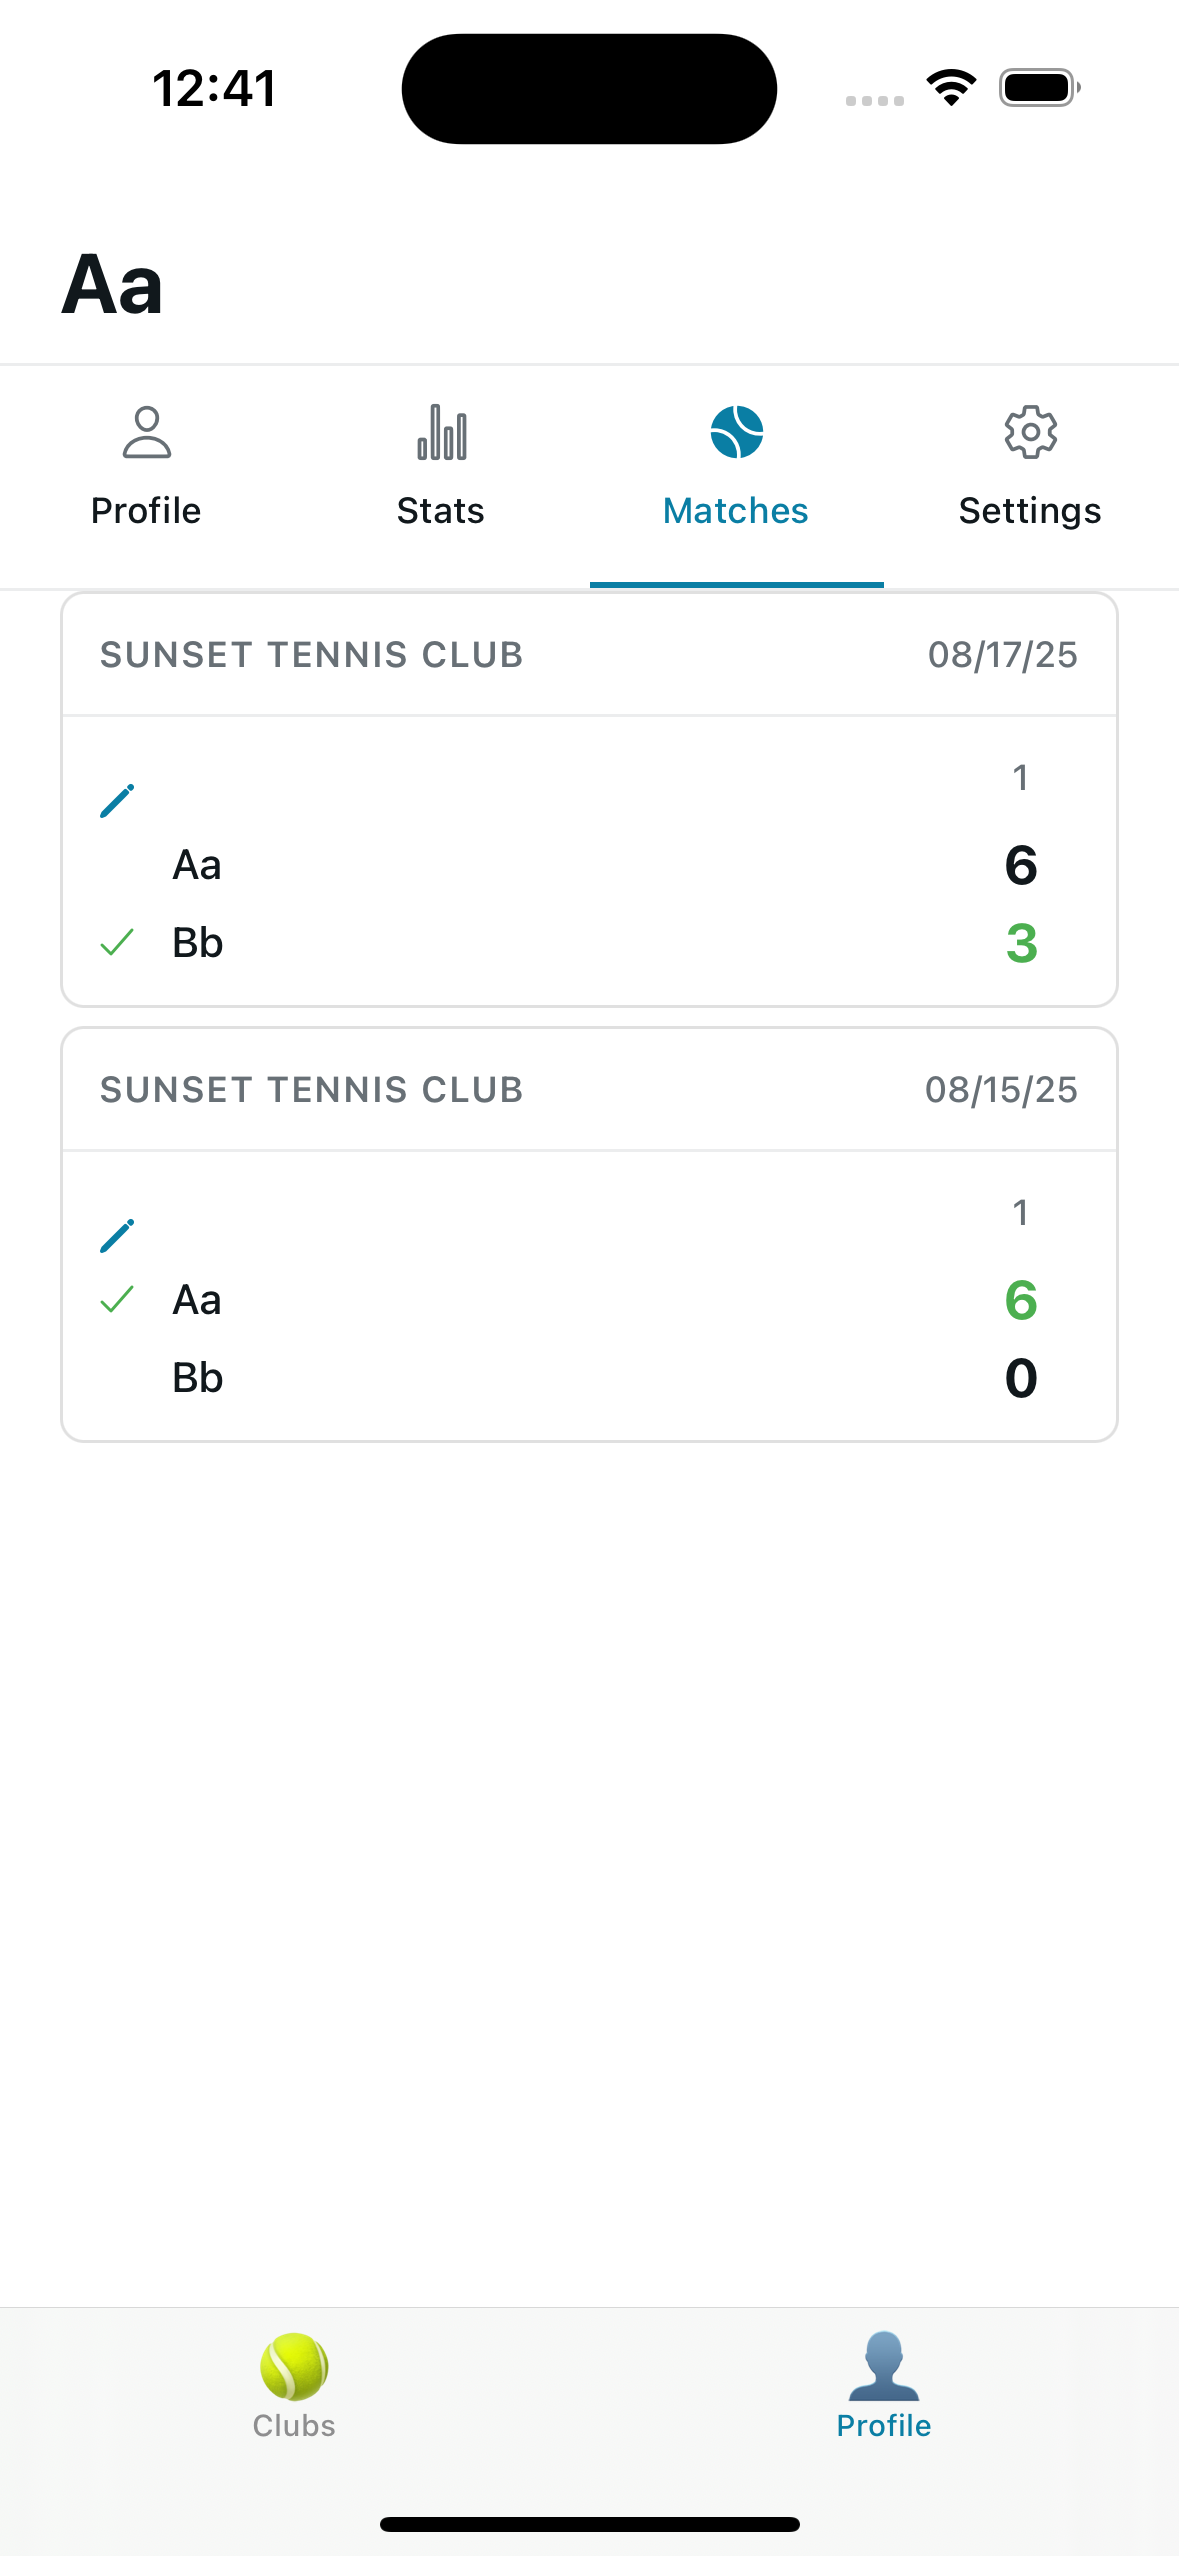 12:41
Aa
Profile Stats Matches Settings
SUNSET TENNIS CLUB 08/17/25
1
Aa 6
Bb 3
SUNSET TENNIS CLUB 08/15/25
1
Aa 6
Bb 0
Clubs Profile